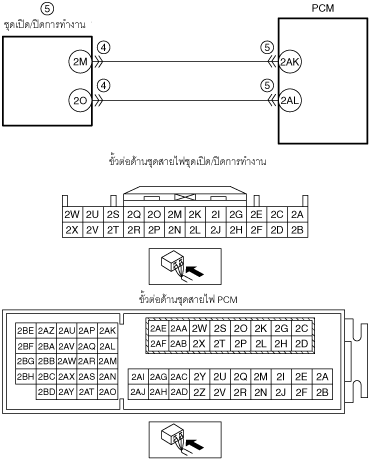 ⑤ PCM
ชุดเปิด/ปิดการทำงาน
2M ④ ⑤ 2AK
2O ④ ⑤ 2AL
ขั้วต่อด้านชุดสายไฟชุดเปิด/ปิดการทำงาน
2W 2U 2S 2Q 2O 2M 2K 2I 2G 2E 2C 2A
2X 2V 2T 2R 2P 2N 2L 2J 2H 2F 2D 2B
ขั้วต่อด้านชุดสายไฟ PCM
2BE 2AZ 2AU 2AP 2AK 2AE 2AA 2W 2S 2O 2K 2G 2C
2BF 2BA 2AV 2AQ 2AL 2AF 2AB 2X 2T 2P 2L 2H 2D
2BG 2BB 2AW 2AR 2AM
2BH 2BC 2AX 2AS 2AN 2AI 2AG 2AC 2Y 2U 2Q 2M 2I 2E 2A
2BD 2AY 2AT 2AO 2AJ 2AH 2AD 2Z 2V 2R 2N 2J 2F 2B